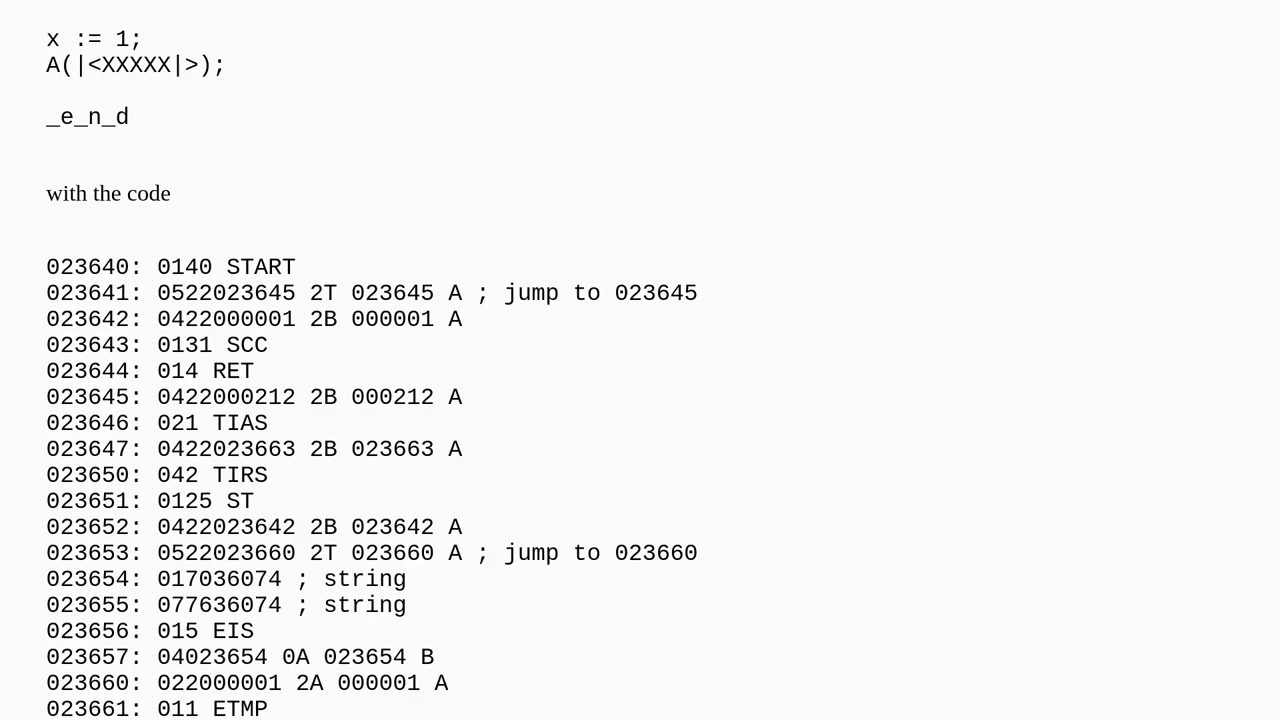 x := 1;
A(|<XXXXX|>);
_e_n_d
with the code
023640: 0140 START
023641: 0522023645 2T 023645 A ; jump to 023645
023642: 0422000001 2B 000001 A
023643: 0131 SCC
023644: 014 RET
023645: 0422000212 2B 000212 A
023646: 021 TIAS
023647: 0422023663 2B 023663 A
023650: 042 TIRS
023651: 0125 ST
023652: 0422023642 2B 023642 A
023653: 0522023660 2T 023660 A ; jump to 023660
023654: 017036074 ; string
023655: 077636074 ; string
023656: 015 EIS
023657: 04023654 0A 023654 B
023660: 022000001 2A 000001 A
023661: 011 ETMP